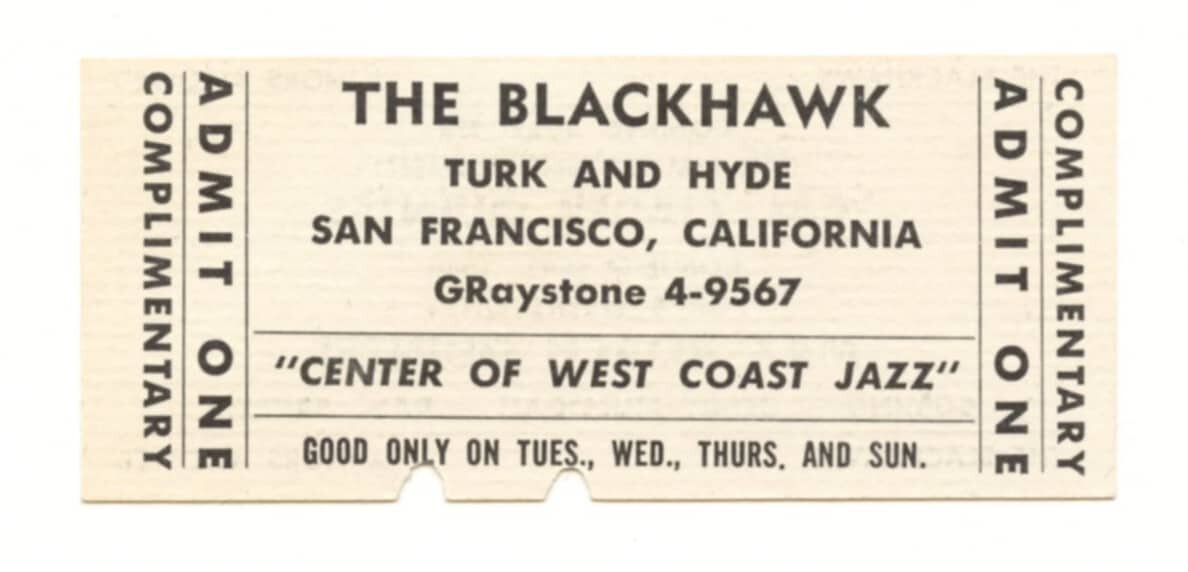 COMPLIMENTARY
ADMIT ONE
THE BLACKHAWK
TURK AND HYDE
SAN FRANCISCO, CALIFORNIA
GRaystone 4-9567
"CENTER OF WEST COAST JAZZ"
GOOD ONLY ON TUES., WED., THURS. AND SUN.
ADMIT ONE
COMPLIMENTARY